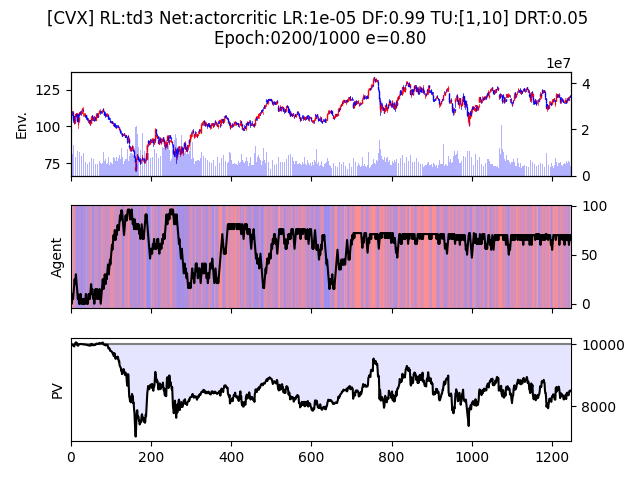 [CVX] RL:td3 Net:actorcritic LR:1e-05 DF:0.99 TU:[1,10] DRT:0.05
Epoch:0200/1000 e=0.80
1e7
Env.
125
100
75
4
2
0
Agent
100
50
0
PV
10000
8000
0 200 400 600 800 1000 1200